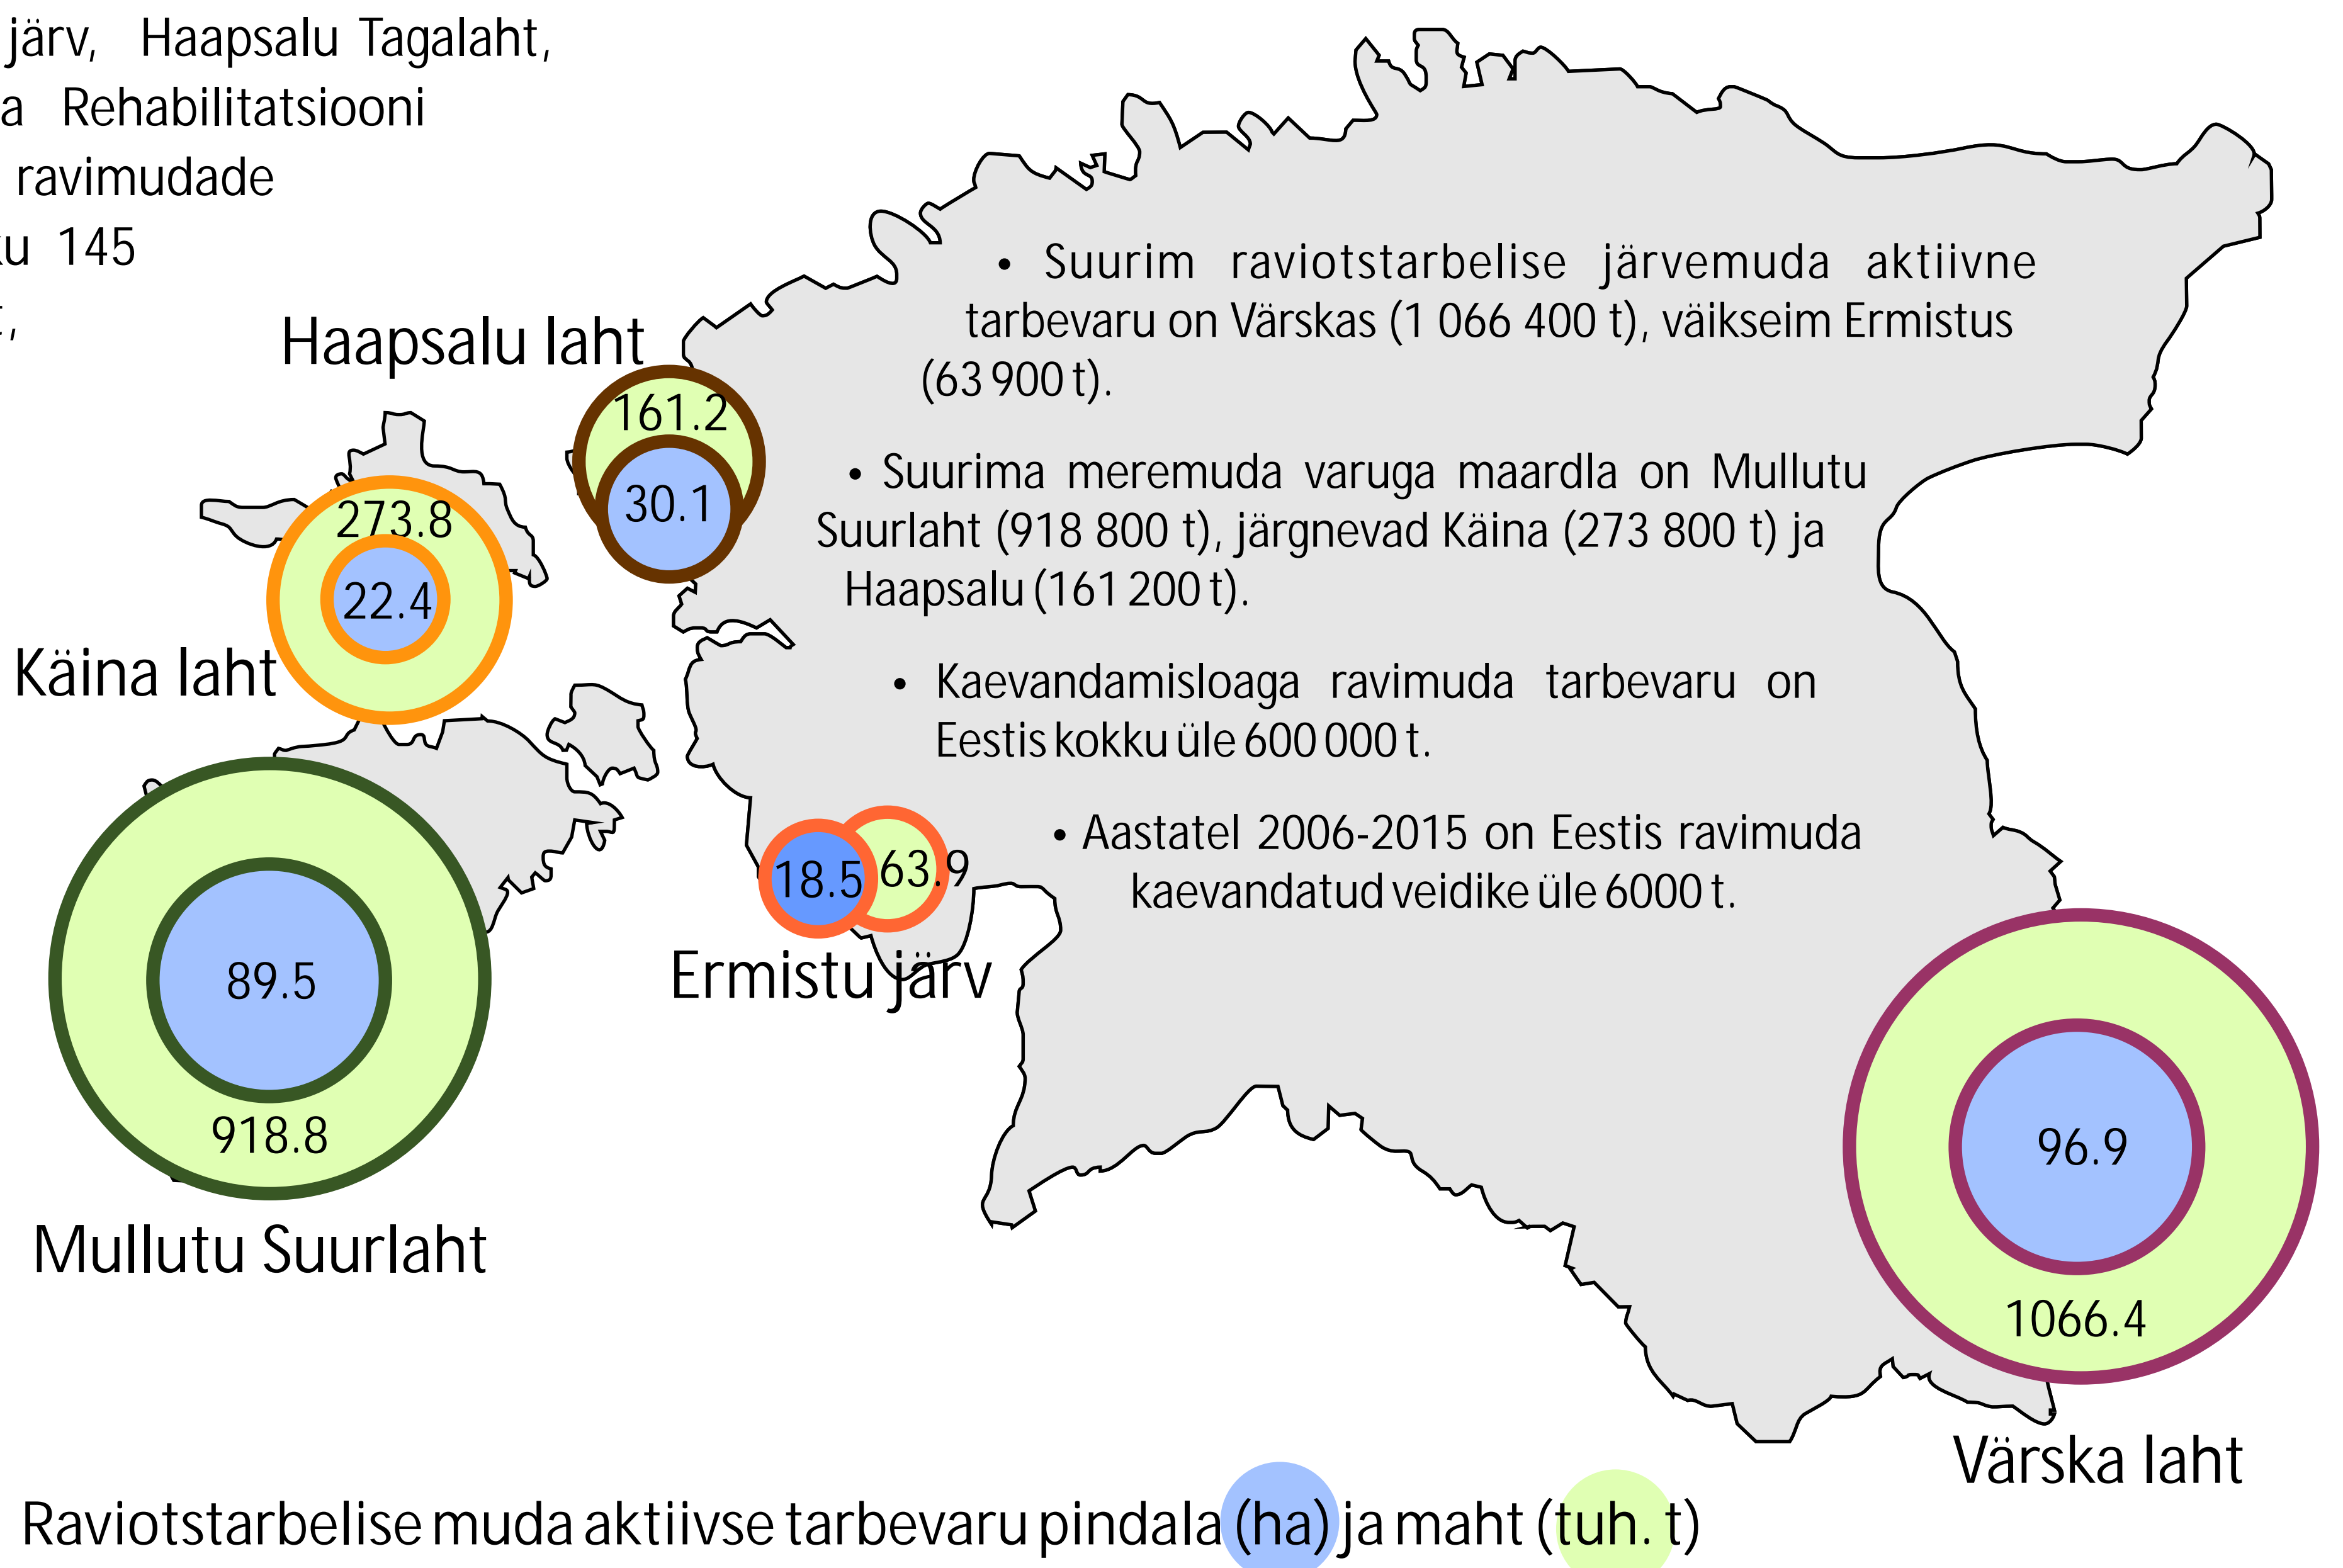 järv, Haapsalu Tagalaht,
Rehabilitatsiooni
ravimudade
145
Haapsalu laht
161.2
30.1
273.8
22.4
Käina laht
• Suurim raviotstarbelise järvemuda aktiivne
tarbevaru on Värskas (1 066 400 t), väikseim Ermistus
(63 900 t).
• Suurima meremuda varuga maardla on Mullutu
Suurlaht (918 800 t), järgnevad Käina (273 800 t) ja
Haapsalu (161 200 t).
• Kaevandamisloaga ravimuda tarbevaru on
Eestis kokku üle 600 000 t.
• Aastatel 2006-2015 on Eestis ravimuda
kaevandatud veidike üle 6000 t.
18.5 63.9
Ermistu järv
89.5
918.8
Mullutu Suurlaht
96.9
1066.4
Värska laht
Raviotstarbelise muda aktiivse tarbevaru pindala (ha) ja maht (tuh. t)